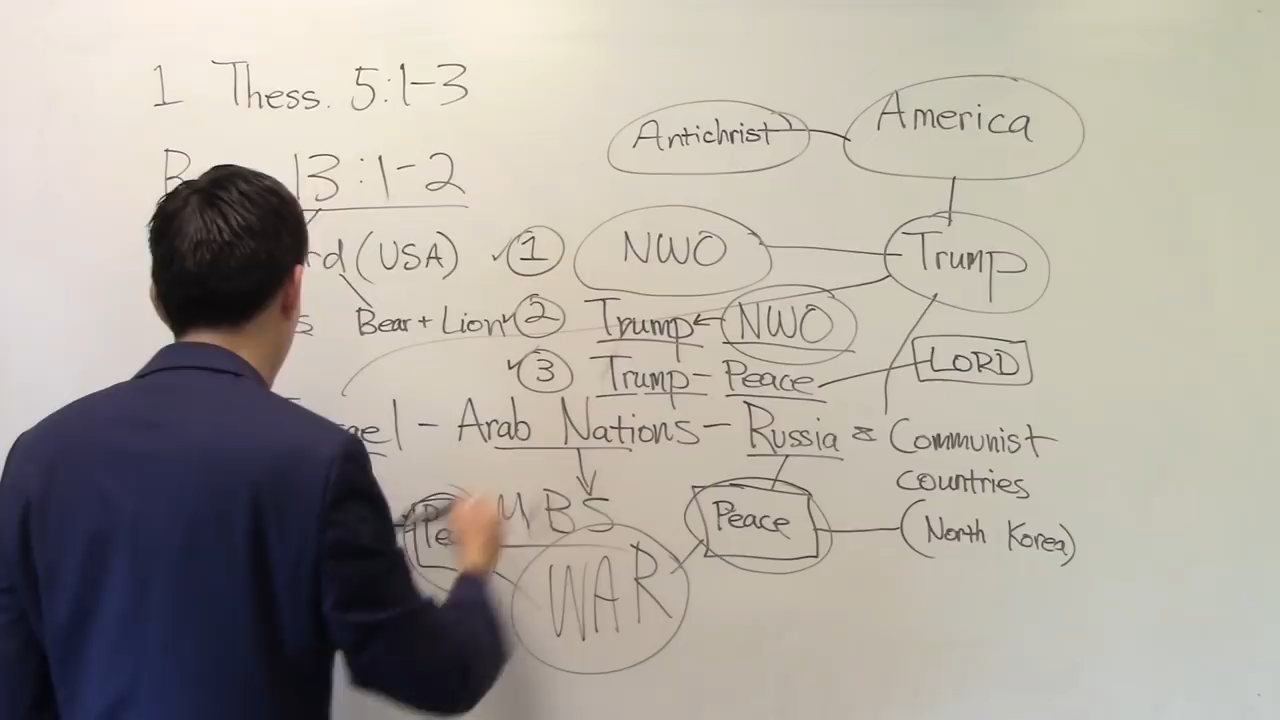 1 Thess. 5:1-3
13:1-2
Antichrist America
(USA) ① NWO Trump
Bear + Lion ② Trump ← NWO
③ Trump - Peace LORD
- Arab Nations - Russia & Communist
countries
MBS Peace (North Korea)
WAR